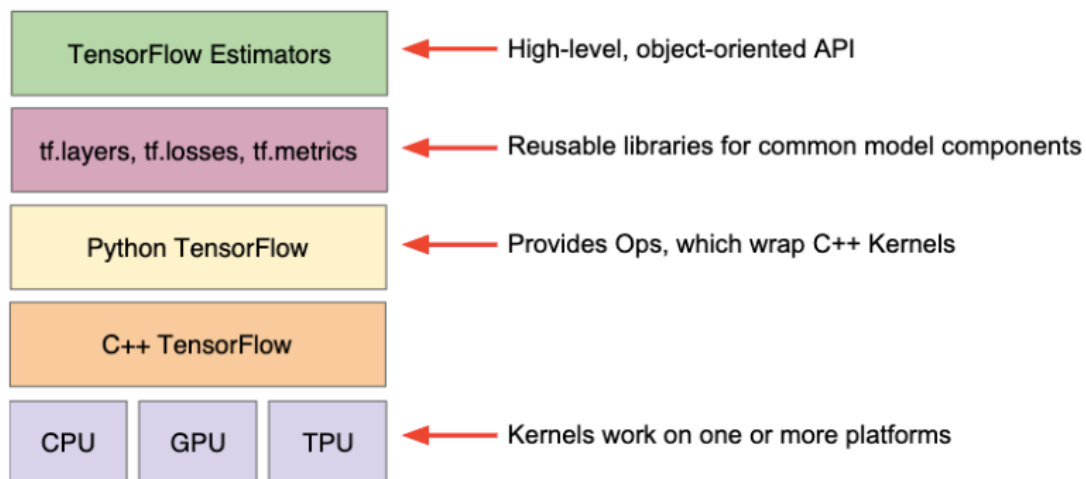 TensorFlow Estimators
High-level, object-oriented API
tf.layers, tf.losses, tf.metrics
Reusable libraries for common model components
Python TensorFlow
Provides Ops, which wrap C++ Kernels
C++ TensorFlow
CPU
GPU
TPU
Kernels work on one or more platforms